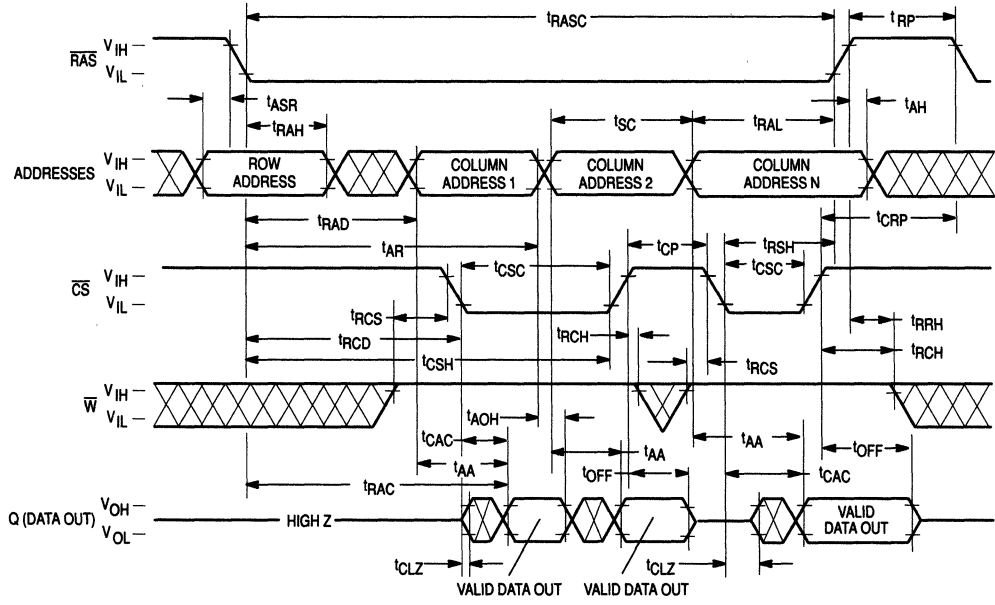 tRASC
tRP
RAS
VIH
VIL
tASR
tRAH
tSC
tRAL
tAH
ADDRESSES
VIH
VIL
ROW ADDRESS
COLUMN ADDRESS 1
COLUMN ADDRESS 2
COLUMN ADDRESS N
tRAD
tCRP
tAR
tCP
tRSH
CS
VIH
VIL
tCSC
tCSC
tRCS
tRCH
tRRH
tRCD
tRCH
tCSH
tRCS
W
VIH
VIL
tAOH
tCAC
tAA
tAA
tOFF
tAA
tOFF
tCAC
tRAC
Q (DATA OUT)
VOH
VOL
HIGH Z
VALID DATA OUT
tCLZ
tCLZ
VALID DATA OUT
VALID DATA OUT